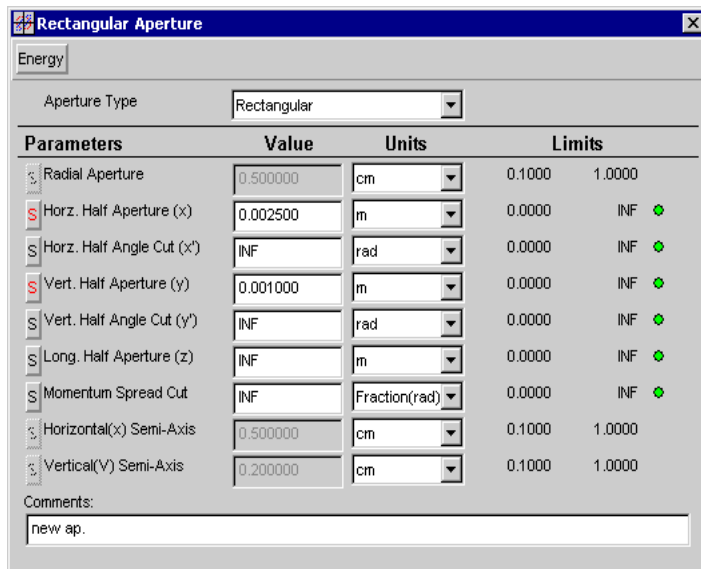 Rectangular Aperture
Energy
Aperture Type Rectangular
Parameters Value Units Limits
S Radial Aperture 0.500000 cm 0.1000 1.0000
S Horz. Half Aperture (x) 0.002500 m 0.0000 INF
S Horz. Half Angle Cut (x') INF rad 0.0000 INF
S Vert. Half Aperture (y) 0.001000 m 0.0000 INF
S Vert. Half Angle Cut (y') INF rad 0.0000 INF
S Long. Half Aperture (z) INF m 0.0000 INF
S Momentum Spread Cut INF Fraction(rad) 0.0000 INF
S Horizontal(x) Semi-Axis 0.500000 cm 0.1000 1.0000
S Vertical(V) Semi-Axis 0.200000 cm 0.1000 1.0000
Comments:
new ap.